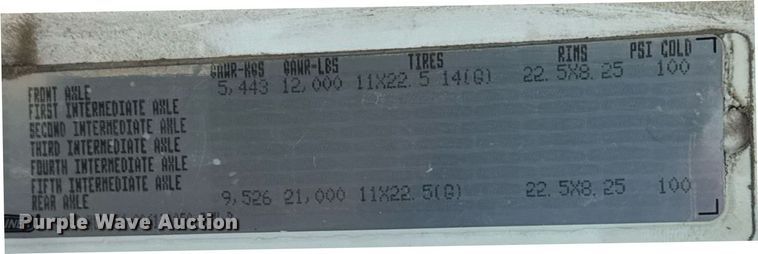 GAWR-KGS GAWR-LBS TIRES RIMS PSI COLD
FRONT AXLE 5,443 12,000 11X22.5 14(G) 22.5X8.25 100
FIRST INTERMEDIATE AXLE
SECOND INTERMEDIATE AXLE
THIRD INTERMEDIATE AXLE
FOURTH INTERMEDIATE AXLE
FIFTH INTERMEDIATE AXLE
REAR AXLE 9,526 21,000 11X22.5(G) 22.5X8.25 100
Purple Wave Auction